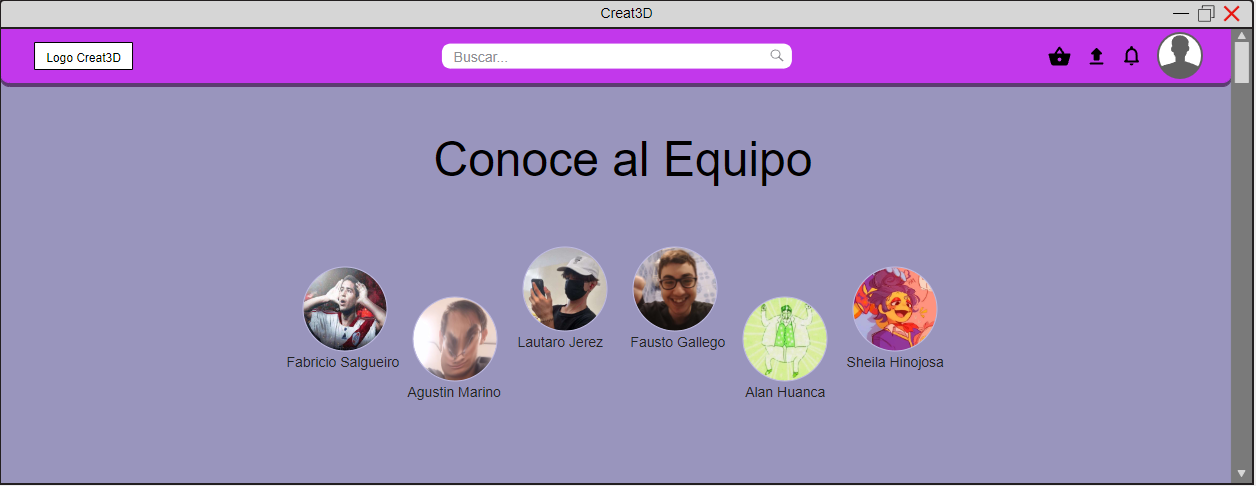 Creat3D
Logo Creat3D
Buscar...
Conoce al Equipo
Fabricio Salgueiro
Agustin Marino
Lautaro Jerez
Fausto Gallego
Alan Huanca
Sheila Hinojosa